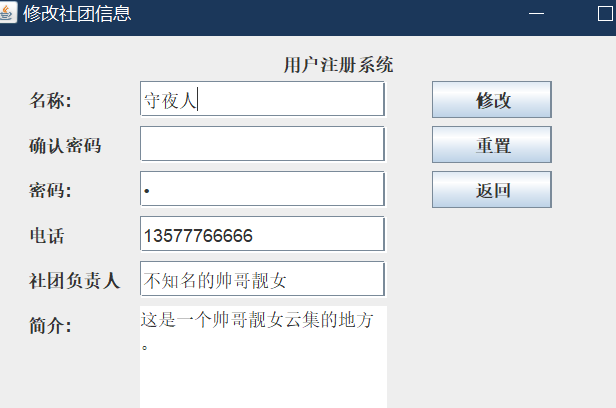 修改社团信息
用户注册系统
名称: 守夜人 修改
确认密码 重置
密码: • 返回
电话 13577766666
社团负责人 不知名的帅哥靓女
简介: 这是一个帅哥靓女云集的地方
。